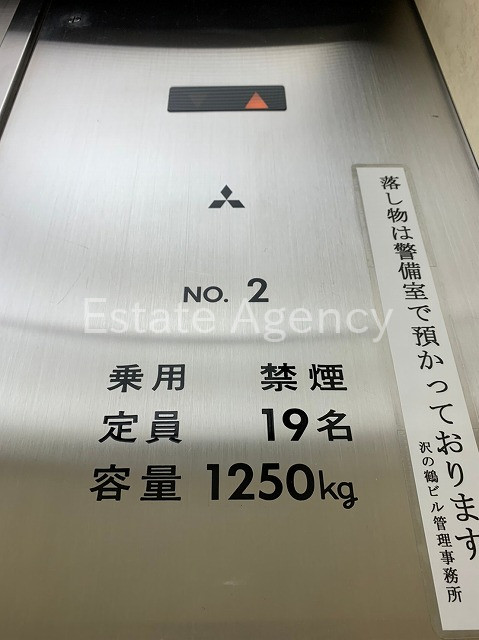 NO. 2
Estate Agency
乗用 禁煙
定員 19名
容量 1250kg
落し物は警備室で預かっております
沢の鶴ビル管理事務所